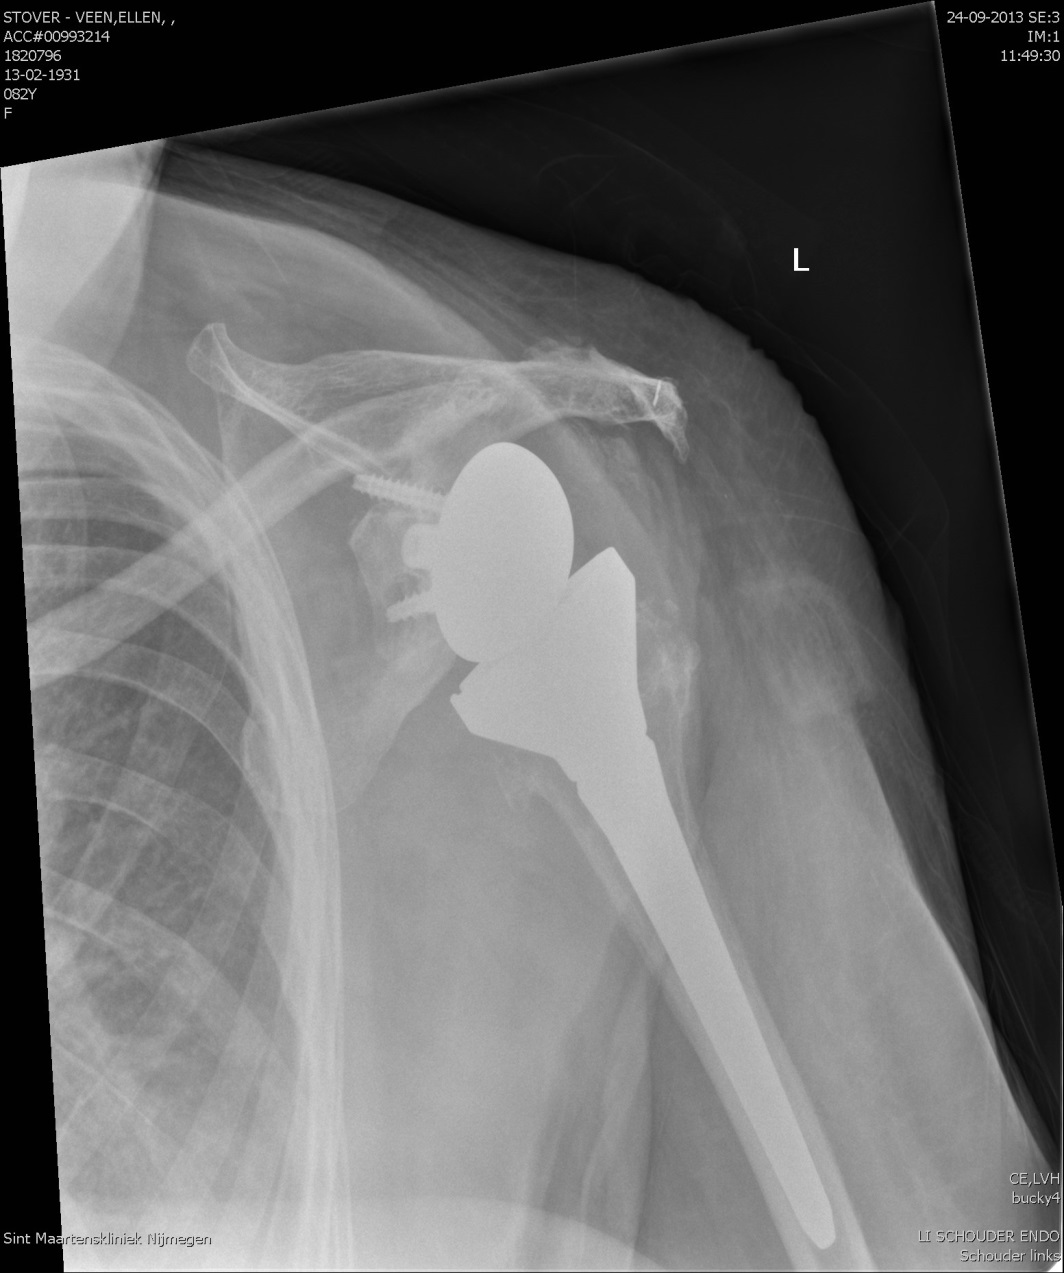 STOVER - VEEN,ELLEN, ,
ACC#00993214
1820796
13-02-1931
082Y
F
24-09-2013 SE:3
IM:1
11:49:30
L
CE,LVH
bucky4
Sint Maartenskliniek Nijmegen
LI SCHOUDER ENDO
Schouder links